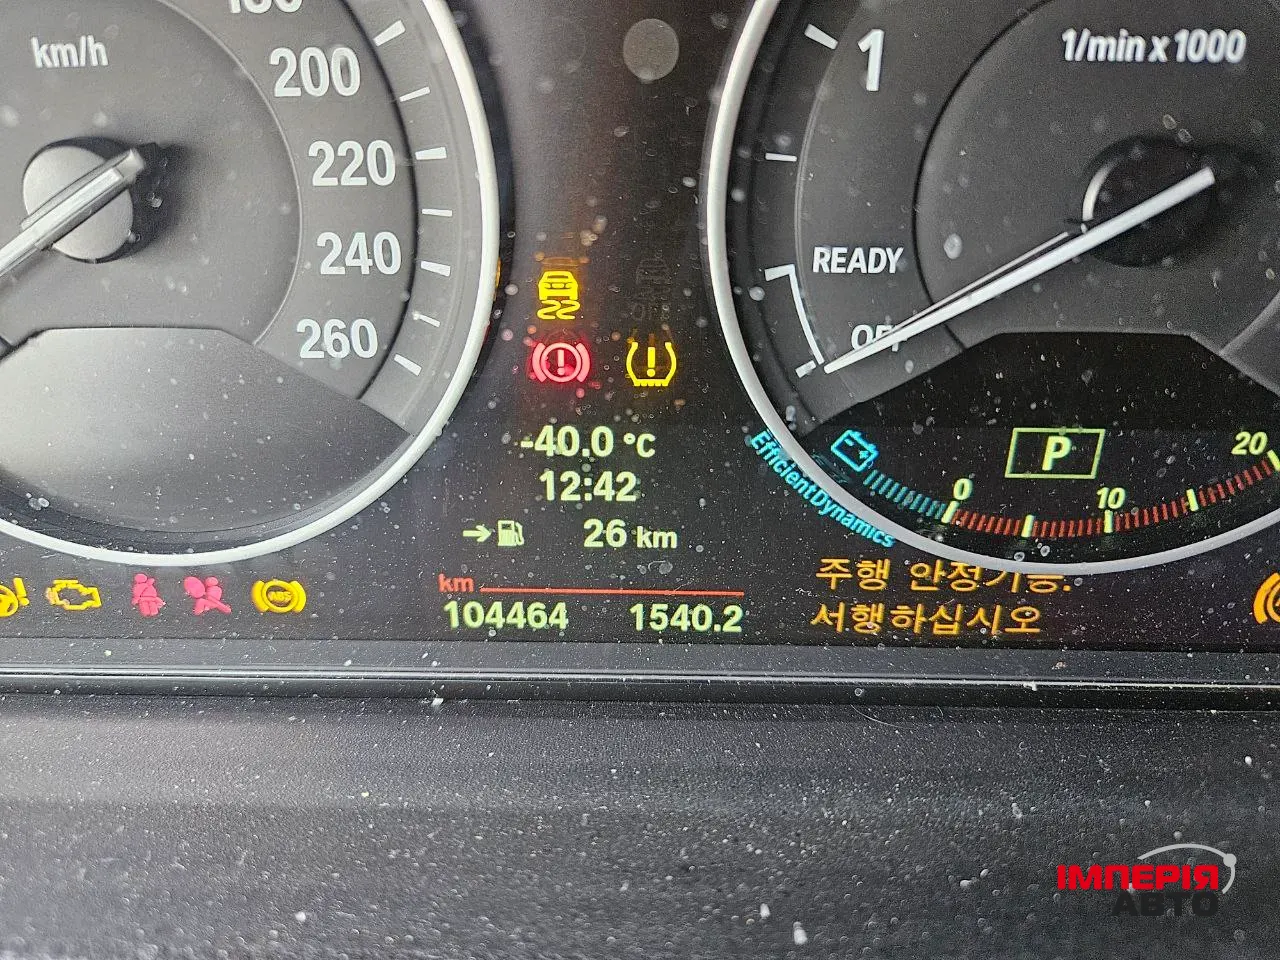 km/h
200
220
240
260
1
1/min x 1000
READY
OFF
-40.0 °C
12:42
26 km
km
104464 1540.2
ABS
EfficientDynamics
P
0
10
20
주행 안정기능.
서행하십시오
ІМПЕРІЯ
АВТО